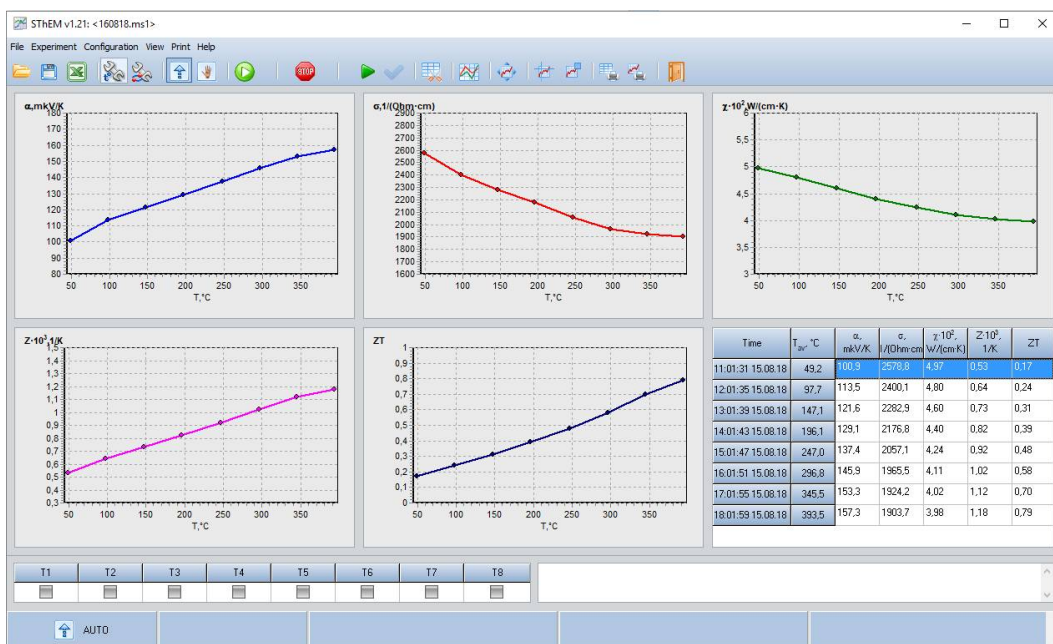 SThEM v1.21: <160818.ms1>
File Experiment Configuration View Print Help
STOP
α,mkV/K
180
170
160
150
140
130
120
110
100
90
80
50 100 150 200 250 300 350
T,°C
σ,1/(Ohm·cm)
2900
2800
2700
2600
2500
2400
2300
2200
2100
2000
1900
1800
1700
1600
50 100 150 200 250 300 350
T,°C
χ·10²,W/(cm·K)
6
5,5
5
4,5
4
3,5
3
50 100 150 200 250 300 350
T,°C
Z·10³,1/K
1,5
1,4
1,3
1,2
1,1
1
0,9
0,8
0,7
0,6
0,5
0,4
0,3
50 100 150 200 250 300 350
T,°C
ZT
1
0,9
0,8
0,7
0,6
0,5
0,4
0,3
0,2
0,1
0
50 100 150 200 250 300 350
T,°C
Time Tav, °C α, mkV/K σ, 1/(Ohm·cm χ·10², W/(cm·K) Z·10³, 1/K ZT
11:01:31 15.08.18 49,2 100,9 2578,8 4,97 0,53 0,17
12:01:35 15.08.18 97,7 113,5 2400,1 4,80 0,64 0,24
13:01:39 15.08.18 147,1 121,6 2282,9 4,60 0,73 0,31
14:01:43 15.08.18 196,1 129,1 2176,8 4,40 0,82 0,39
15:01:47 15.08.18 247,0 137,4 2057,1 4,24 0,92 0,48
16:01:51 15.08.18 296,8 145,9 1965,5 4,11 1,02 0,58
17:01:55 15.08.18 345,5 153,3 1924,2 4,02 1,12 0,70
18:01:59 15.08.18 393,5 157,3 1903,7 3,98 1,18 0,79
T1 T2 T3 T4 T5 T6 T7 T8
AUTO